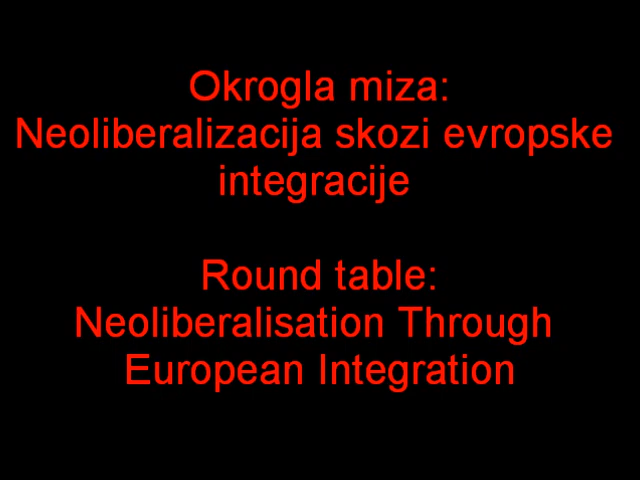 Okrogla miza:
Neoliberalizacija skozi evropske
integracije
Round table:
Neoliberalisation Through
European Integration